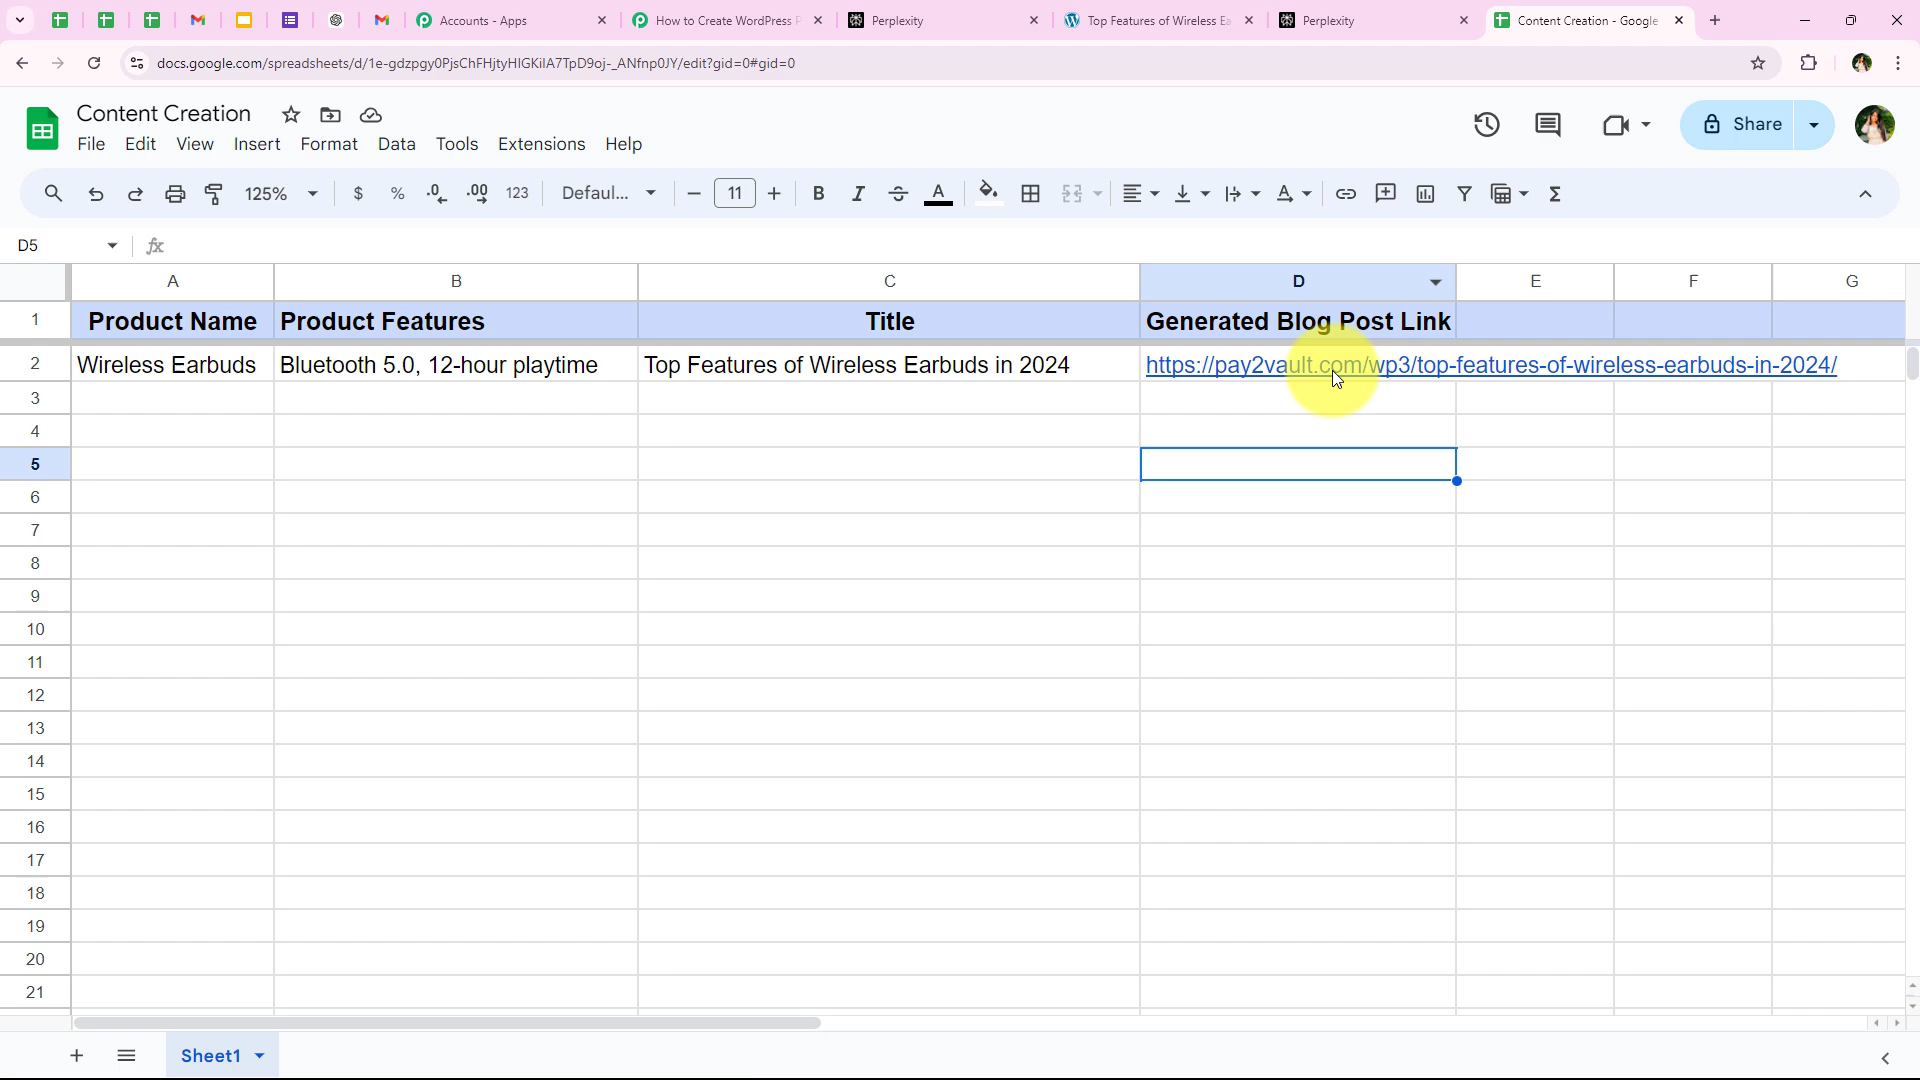 Accounts - Apps
How to Create WordPress P
Perplexity
Top Features of Wireless Ea
Perplexity
Content Creation - Google
docs.google.com/spreadsheets/d/1e-gdzpgy0PjsChFHjtyHIGKilA7TpD9oj-_ANfnp0JY/edit?gid=0#gid=0
Content Creation
Share
File Edit View Insert Format Data Tools Extensions Help
125% $ % .0 .00 123 Defaul... 11 B I A
D5 fx
A B C D E F G
1 Product Name Product Features Title Generated Blog Post Link
2 Wireless Earbuds Bluetooth 5.0, 12-hour playtime Top Features of Wireless Earbuds in 2024 https://pay2vault.com/wp3/top-features-of-wireless-earbuds-in-2024/
3
4
5
6
7
8
9
10
11
12
13
14
15
16
17
18
19
20
21
Sheet1